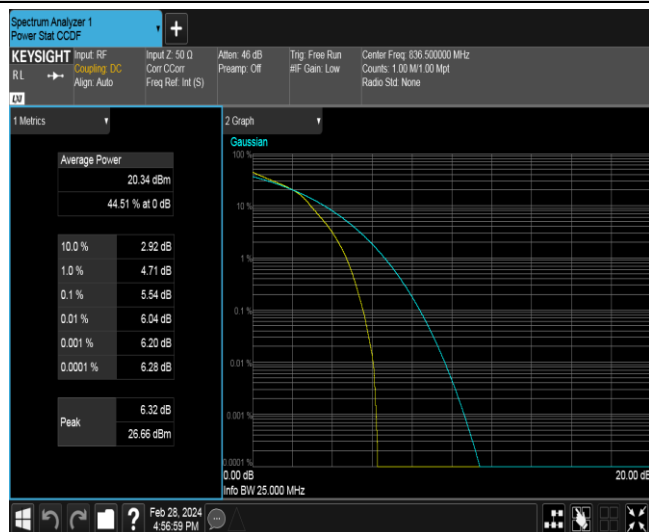 Spectrum Analyzer 1
Power Stat CCDF
+
KEYSIGHT
RL
Input: RF
Coupling: DC
Align: Auto
Input Z: 50 Ω
Corr CCorr
Freq Ref: Int (S)
Atten: 46 dB
Preamp: Off
Trig: Free Run
#IF Gain: Low
Center Freq: 836.500000 MHz
Counts: 1.00 M/1.00 Mpt
Radio Std: None
LXI
1 Metrics
Average Power
20.34 dBm
44.51 % at 0 dB
10.0 % 2.92 dB
1.0 % 4.71 dB
0.1 % 5.54 dB
0.01 % 6.04 dB
0.001 % 6.20 dB
0.0001 % 6.28 dB
Peak
6.32 dB
26.66 dBm
2 Graph
Gaussian
100 %
10 %
1 %
0.1 %
0.01 %
0.001 %
0.0001 %
0.00 dB
20.00 dB
Info BW 25.000 MHz
?
Feb 28, 2024
4:56:59 PM